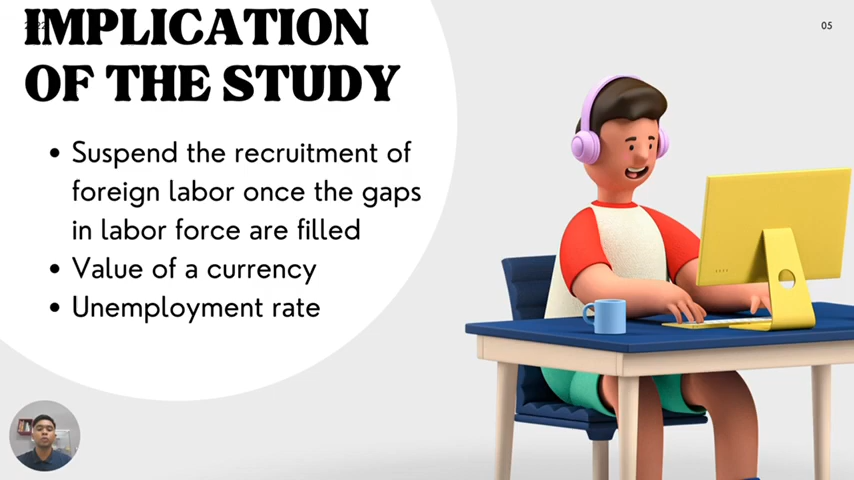 IMPLICATION
OF THE STUDY
05
• Suspend the recruitment of
foreign labor once the gaps
in labor force are filled
• Value of a currency
• Unemployment rate